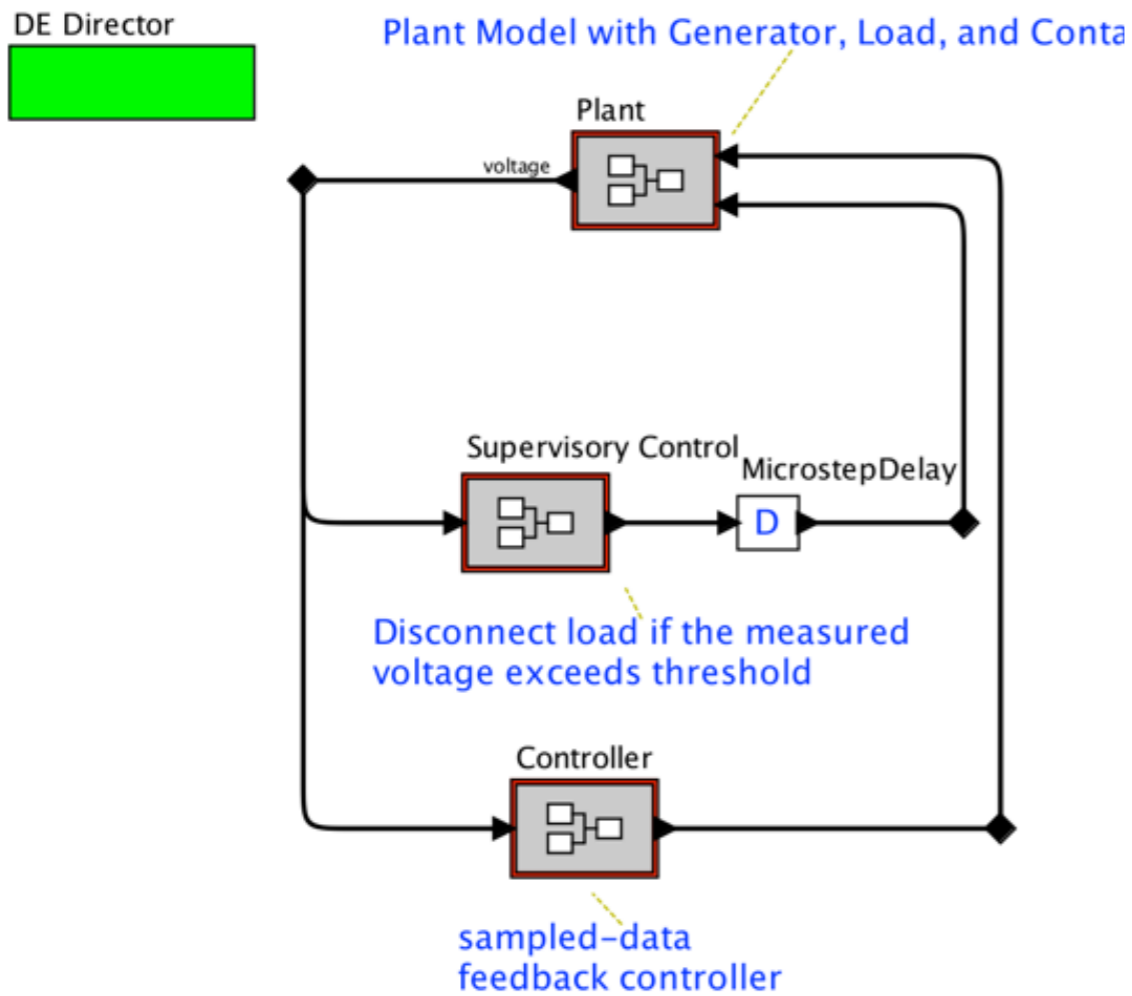 DE Director
Plant Model with Generator, Load, and Conta
Plant
voltage
Supervisory Control
MicrostepDelay
D
Disconnect load if the measured
voltage exceeds threshold
Controller
sampled-data
feedback controller